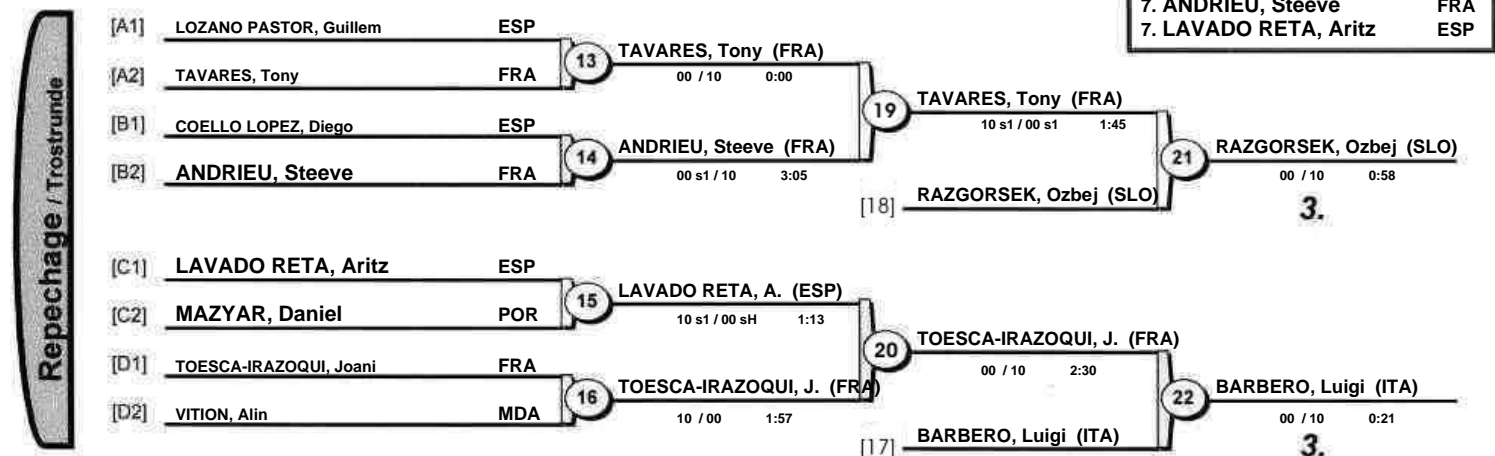 7. ANDRIEU, Steeve FRA
7. LAVADO RETA, Aritz ESP
Repechage / Trostrunde
[A1] LOZANO PASTOR, Guillem ESP
13
TAVARES, Tony (FRA)
[A2] TAVARES, Tony FRA
00 / 10 0:00
19
TAVARES, Tony (FRA)
[B1] COELLO LOPEZ, Diego ESP
10 s1 / 00 s1 1:45
14
ANDRIEU, Steeve (FRA)
21
RAZGORSEK, Ozbej (SLO)
[B2] ANDRIEU, Steeve FRA
00 s1 / 10 3:05
00 / 10 0:58
[18] RAZGORSEK, Ozbej (SLO)
3.
[C1] LAVADO RETA, Aritz ESP
15
LAVADO RETA, A. (ESP)
[C2] MAZYAR, Daniel POR
10 s1 / 00 sH 1:13
20
TOESCA-IRAZOQUI, J. (FRA)
[D1] TOESCA-IRAZOQUI, Joani FRA
00 / 10 2:30
16
TOESCA-IRAZOQUI, J. (FRA)
22
BARBERO, Luigi (ITA)
[D2] VITION, Alin MDA
10 / 00 1:57
00 / 10 0:21
[17] BARBERO, Luigi (ITA)
3.